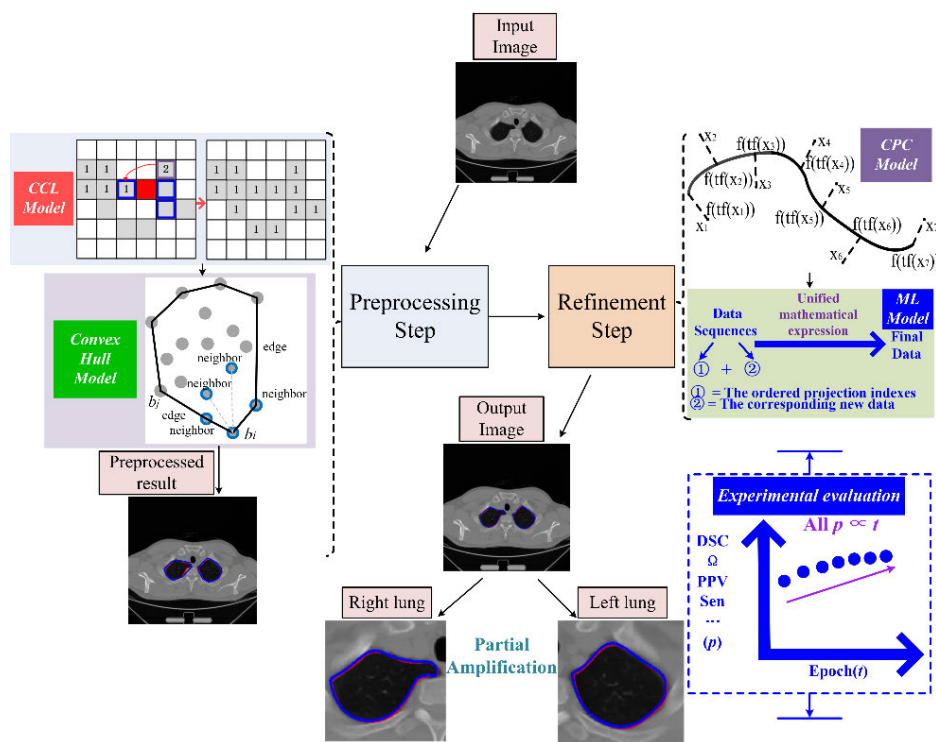 Input
Image
CCL
Model
1 1 2
1 1 1
1 1
1 1 1 1
1 1
1 1
Convex
Hull
Model
neighbor
edge
neighbor
neighbor
bj
edge
neighbor
bi
Preprocessed
result
Preprocessing
Step
Refinement
Step
CPC
Model
x2
f(tf(x3))
x4
f(tf(x4))
f(tf(x2))
x3
x5
f(tf(x1))
x1
f(tf(x5))
f(tf(x6))
x6
f(tf(x7))
Data
Sequences
Unified
mathematical
expression
ML
Model
Final
Data
① + ②
① = The ordered projection indexes
② = The corresponding new data
Output
Image
Right lung
Left lung
Partial
Amplification
Experimental evaluation
All p ∝ t
DSC
Ω
PPV
Sen
...
(p)
Epoch(t)